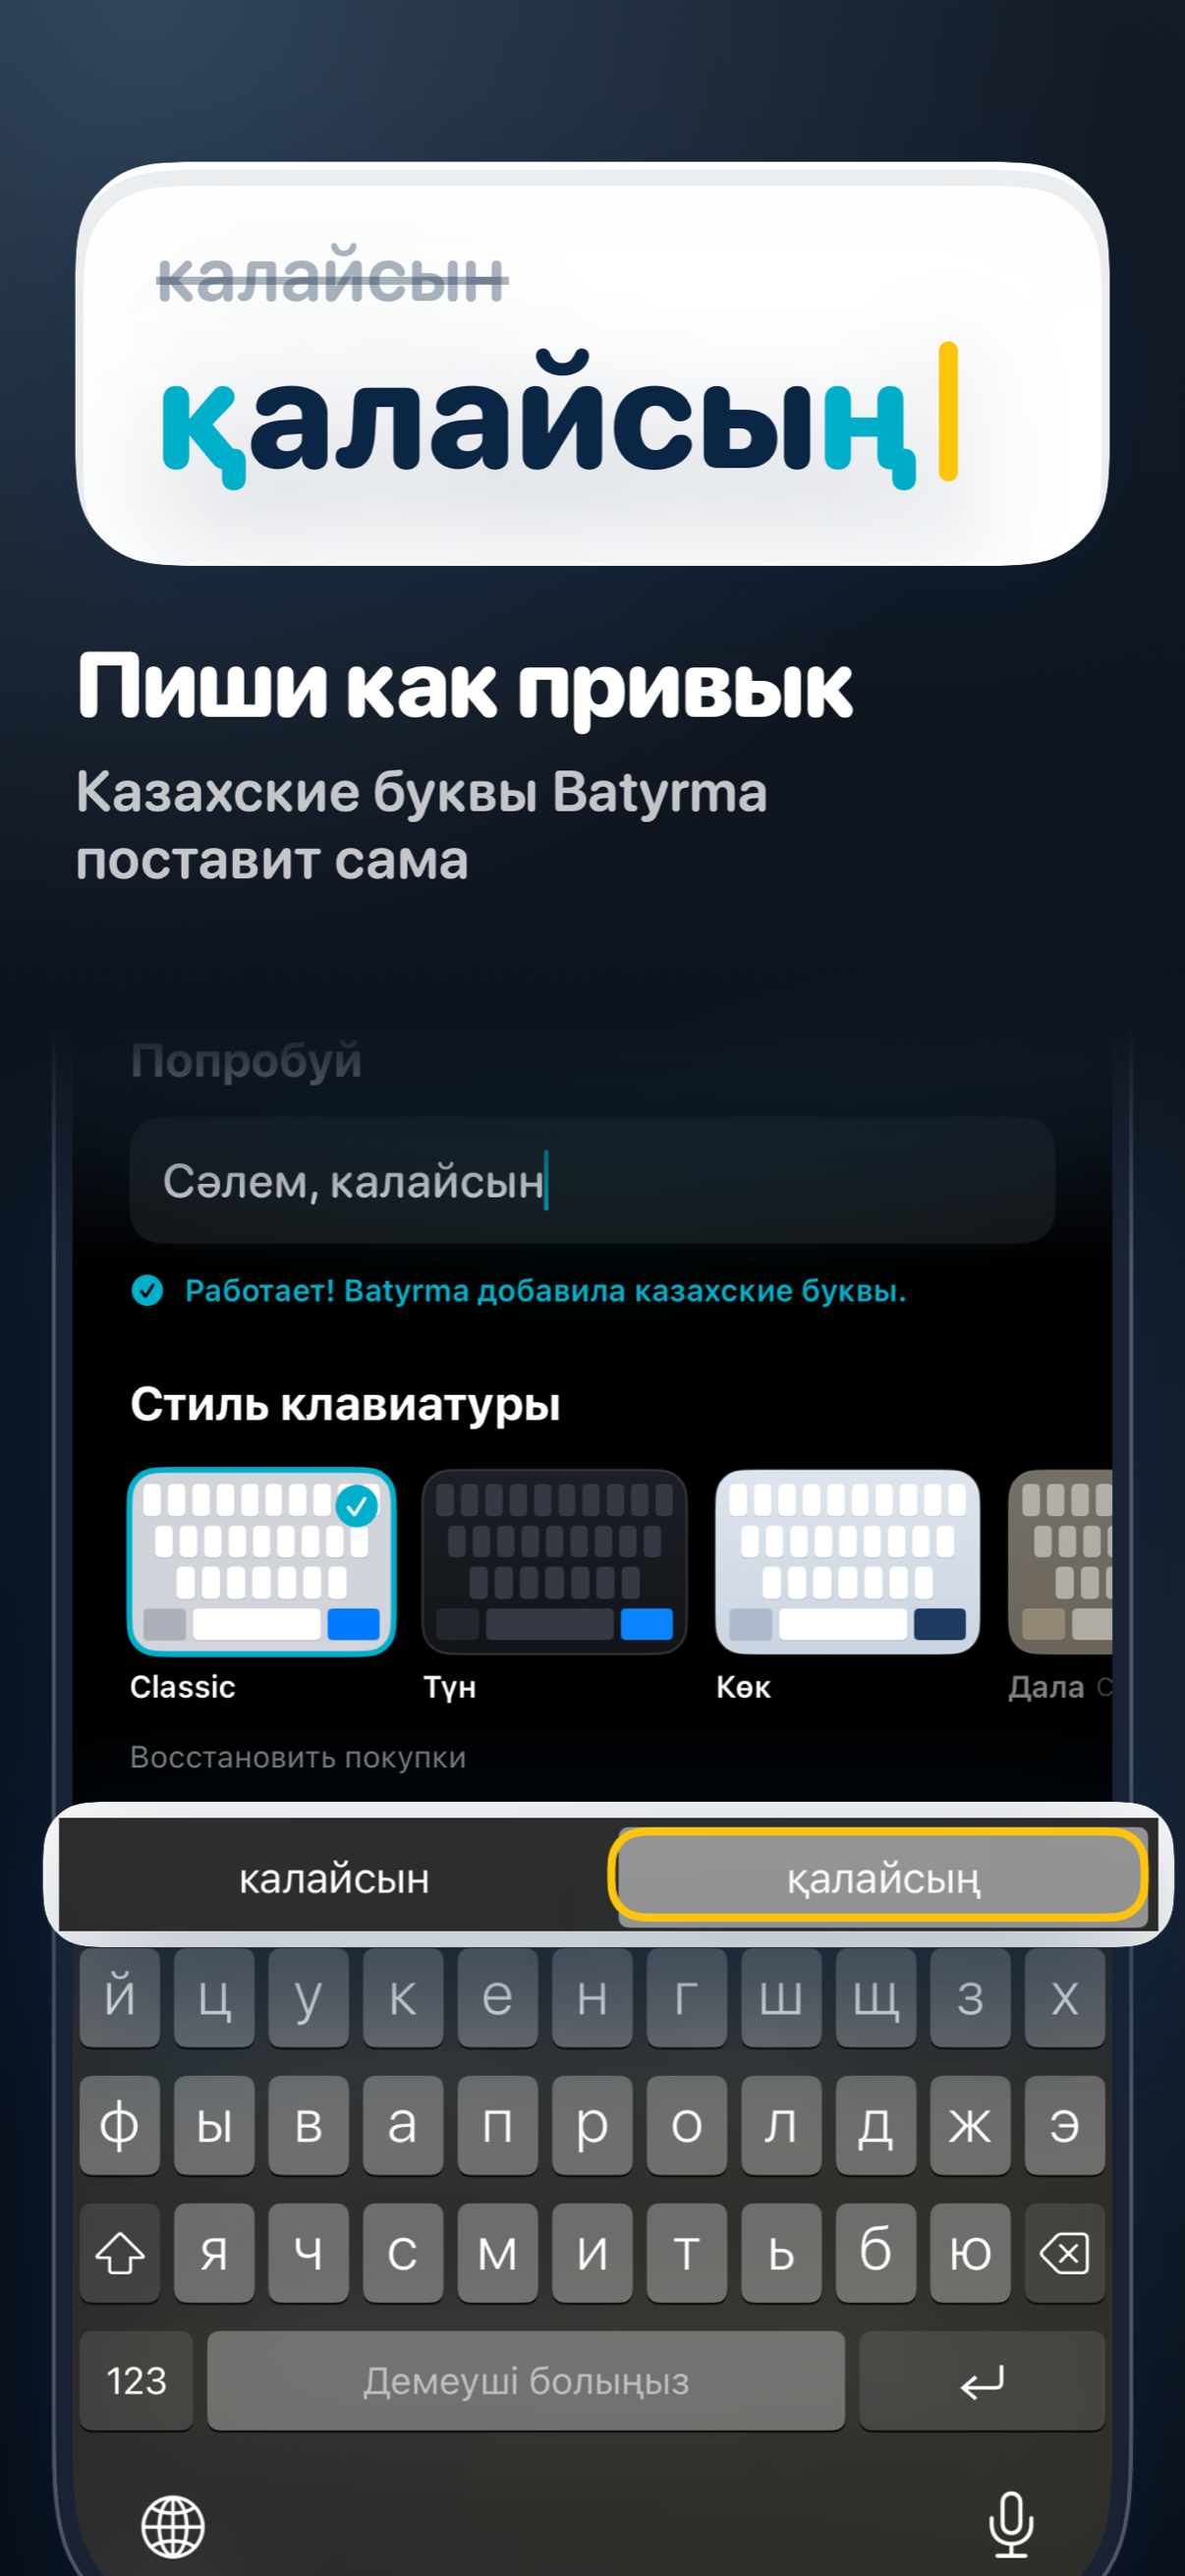 калайсын
қалайсың
Пиши как привык
Казахские буквы Batyrma
поставит сама
Попробуй
Сәлем, калайсын
Работает! Batyrma добавила казахские буквы.
Стиль клавиатуры
Classic
Түн
Көк
Дала
Восстановить покупки
калайсын
қалайсың
й ц у к е н г ш щ з х
ф ы в а п р о л д ж э
я ч с м и т ь б ю
123
Демеуші болыңыз